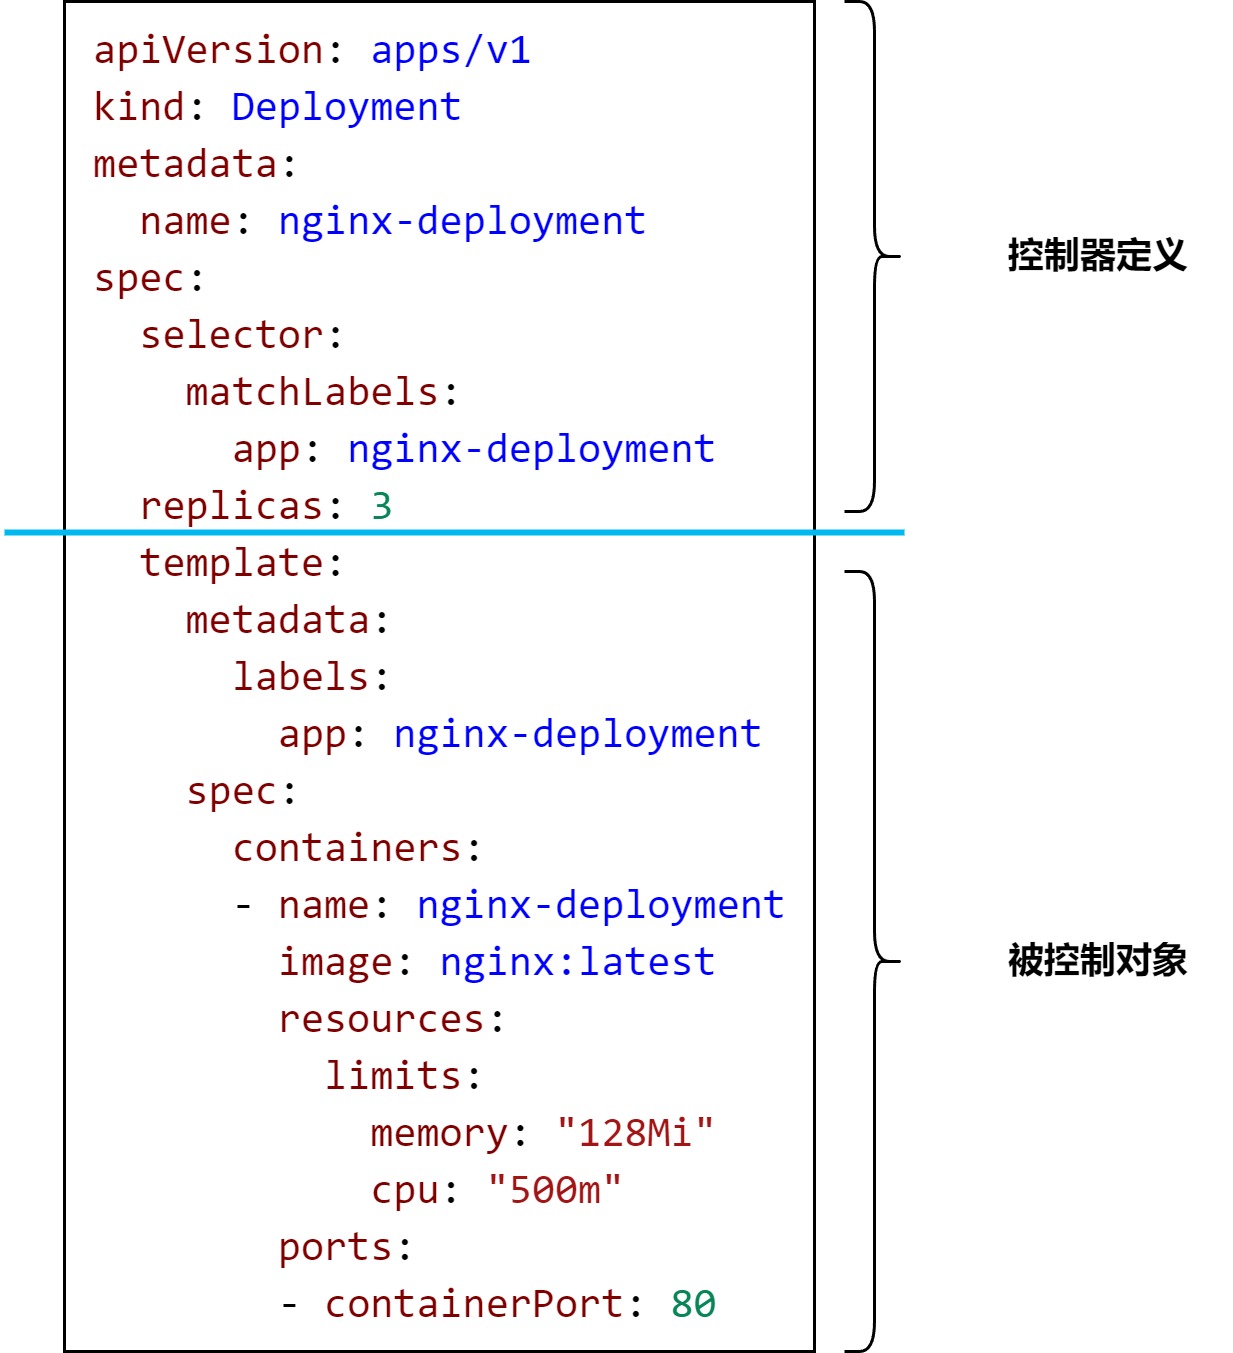 apiVersion: apps/v1
kind: Deployment
metadata:
  name: nginx-deployment
spec:
  selector:
    matchLabels:
      app: nginx-deployment
  replicas: 3
控制器定义
  template:
    metadata:
      labels:
        app: nginx-deployment
    spec:
      containers:
      - name: nginx-deployment
        image: nginx:latest
        resources:
          limits:
            memory: "128Mi"
            cpu: "500m"
        ports:
        - containerPort: 80
被控制对象